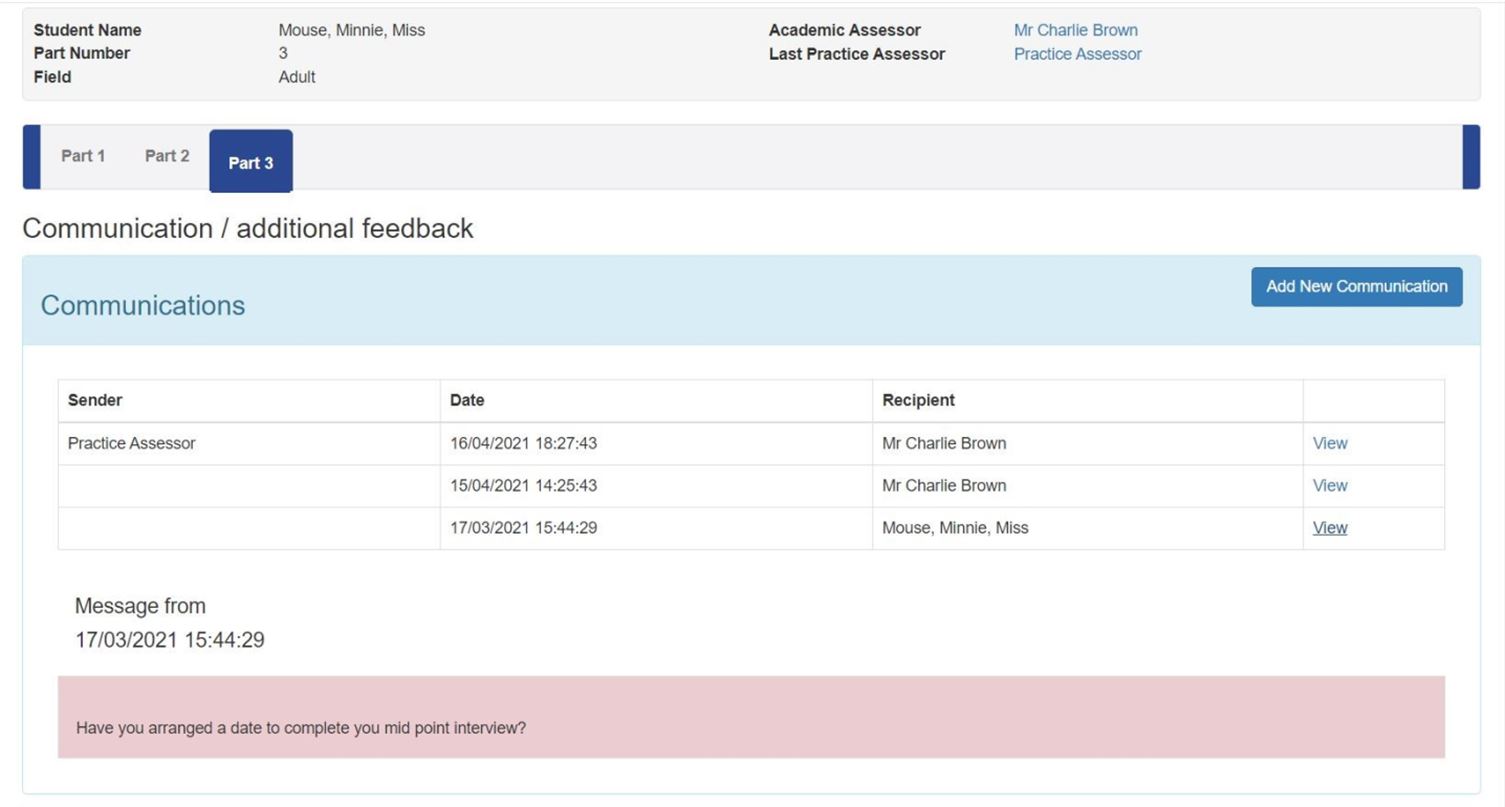 Student Name Mouse, Minnie, Miss Academic Assessor Mr Charlie Brown
Part Number 3 Last Practice Assessor Practice Assessor
Field Adult
Part 1 Part 2 Part 3
Communication / additional feedback
Communications Add New Communication
Sender Date Recipient
Practice Assessor 16/04/2021 18:27:43 Mr Charlie Brown View
15/04/2021 14:25:43 Mr Charlie Brown View
17/03/2021 15:44:29 Mouse, Minnie, Miss View
Message from
17/03/2021 15:44:29
Have you arranged a date to complete you mid point interview?